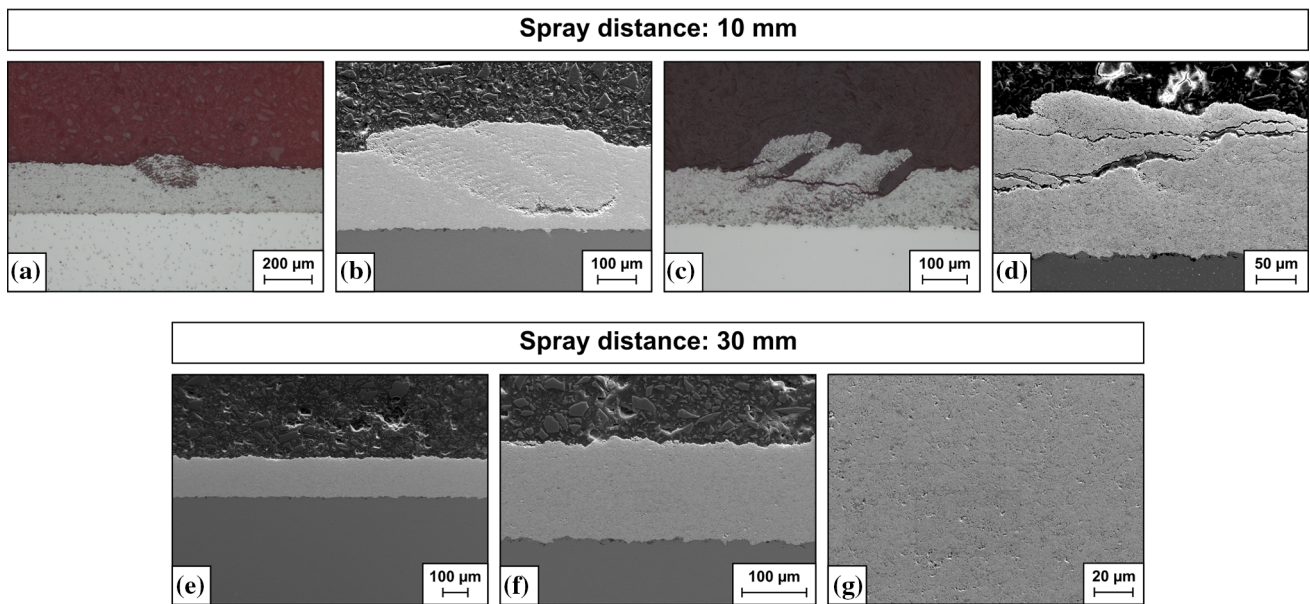 Spray distance: 10 mm
(a)
200 µm
(b)
100 µm
(c)
100 µm
(d)
50 µm
Spray distance: 30 mm
(e)
100 µm
(f)
100 µm
(g)
20 µm